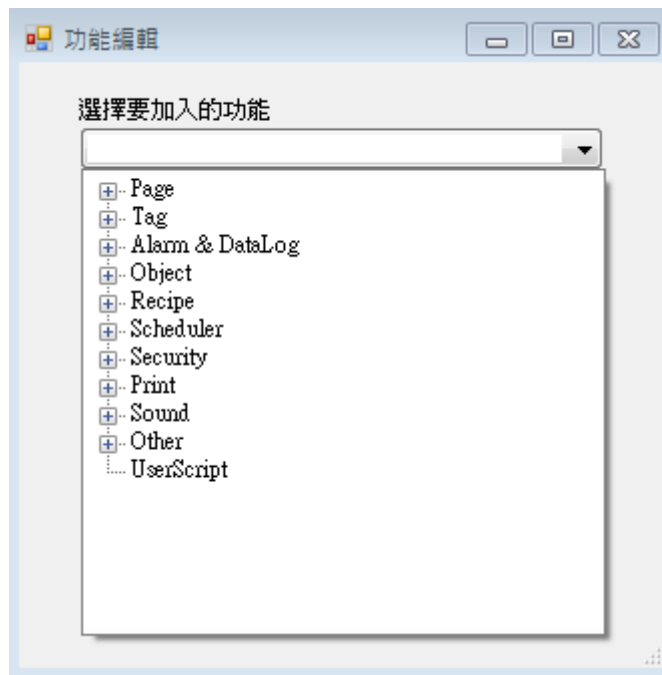 功能編輯
選擇要加入的功能
Page
Tag
Alarm & DataLog
Object
Recipe
Scheduler
Security
Print
Sound
Other
UserScript